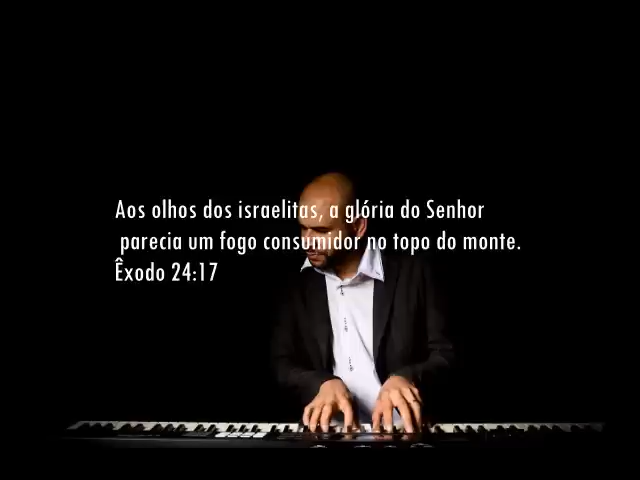 Aos olhos dos israelitas, a glória do Senhor
parecia um fogo consumidor no topo do monte.
Êxodo 24:17